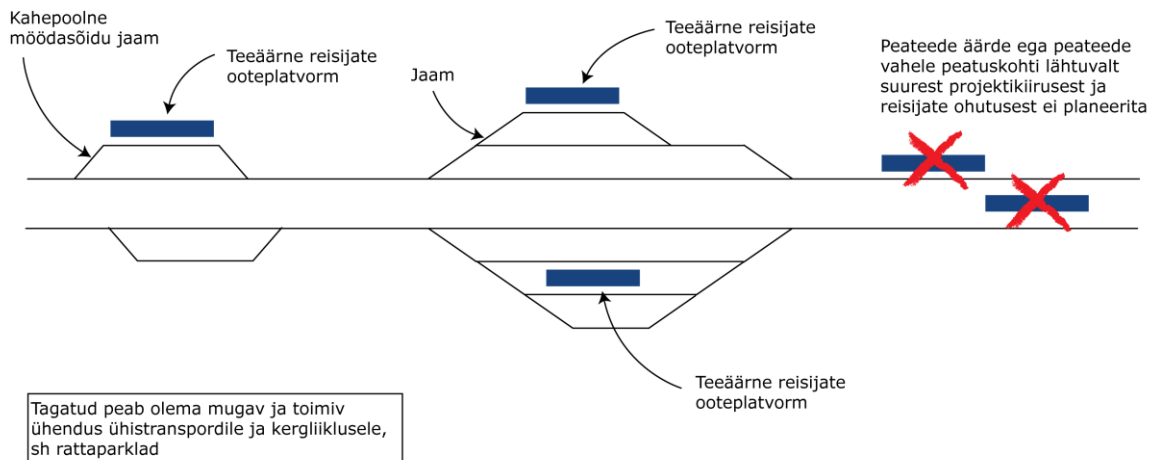 Kahepoolne
möödasõidu jaam
Teeäärne reisijate
ooteplatvorm
Jaam
Teeäärne reisijate
ooteplatvorm
Peateede äärde ega peateede
vahele peatuskohti lähtuvalt
suurest projektikiirusest ja
reisijate ohutusest ei planeerita
Teeäärne reisijate
ooteplatvorm
Tagatud peab olema mugav ja toimiv
ühendus ühistranspordile ja kergliiklusele,
sh rattaparklad